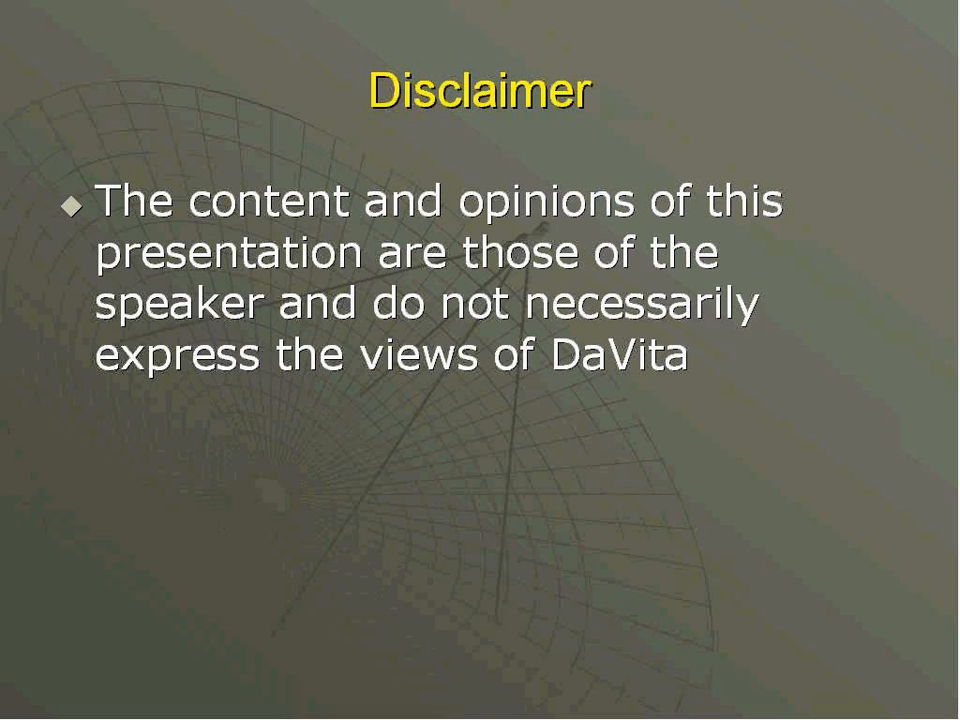 Disclaimer
The content and opinions of this
presentation are those of the
speaker and do not necessarily
express the views of DaVita